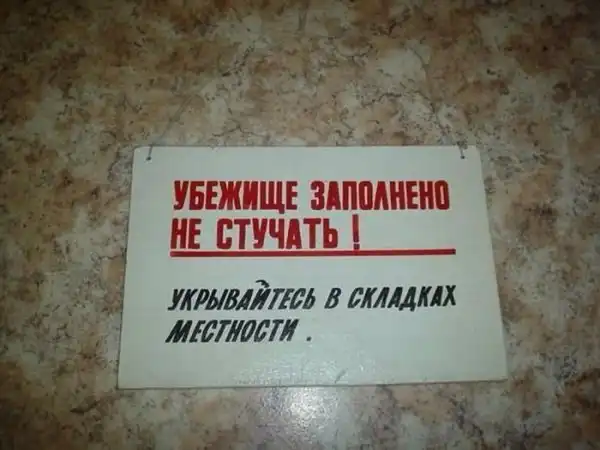 УБЕЖИЩЕ ЗАПОЛНЕНО
НЕ СТУЧАТЬ !
УКРЫВАЙТЕСЬ В СКЛАДКАХ
МЕСТНОСТИ .